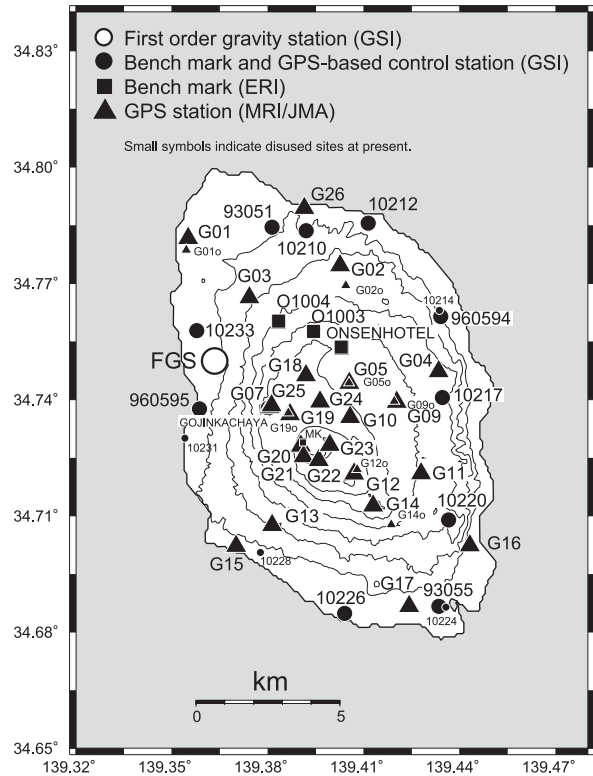 First order gravity station (GSI)
Bench mark and GPS-based control station (GSI)
Bench mark (ERI)
GPS station (MRI/JMA)
Small symbols indicate disused sites at present.
34.83°
34.80°
34.77°
34.74°
34.71°
34.68°
34.65°
139.32°
139.35°
139.38°
139.41°
139.44°
139.47°
G26
93051
10212
G01
10210
G01o
G02
G03
G02o
10214
O1004
960594
O1003
10233
ONSENHOTEL
FGS
G18
G05
G04
G05o
G07
G25
G24
10217
960595
G09o
G19
G10
G09
GOJINKACHAYA
G19o
MK
10231
G23
G20
G12o
G21
G22
G12
G11
G14
10220
G13
G14o
G15
10228
G16
G17
93055
10226
10224
km
0
5